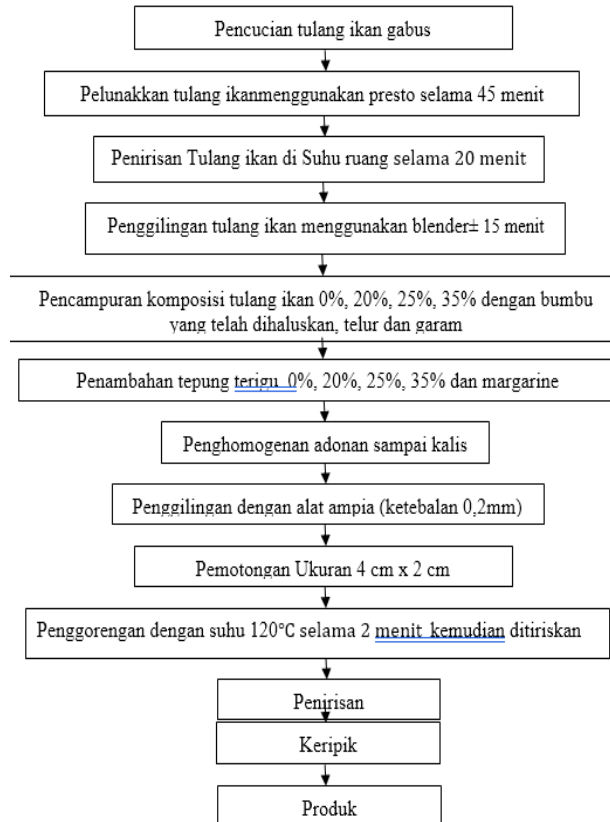 Pencucian tulang ikan gabus
Pelunakkan tulang ikanmenggunakan presto selama 45 menit
Penirisan Tulang ikan di Suhu ruang selama 20 menit
Penggilingan tulang ikan menggunakan blender± 15 menit
Pencampuran komposisi tulang ikan 0%, 20%, 25%, 35% dengan bumbu
yang telah dihaluskan, telur dan garam
Penambahan tepung terigu 0%, 20%, 25%, 35% dan margarine
Penghomogenan adonan sampai kalis
Penggilingan dengan alat ampia (ketebalan 0,2mm)
Pemotongan Ukuran 4 cm x 2 cm
Penggorengan dengan suhu 120°C selama 2 menit kemudian ditiriskan
Penirisan
Keripik
Produk